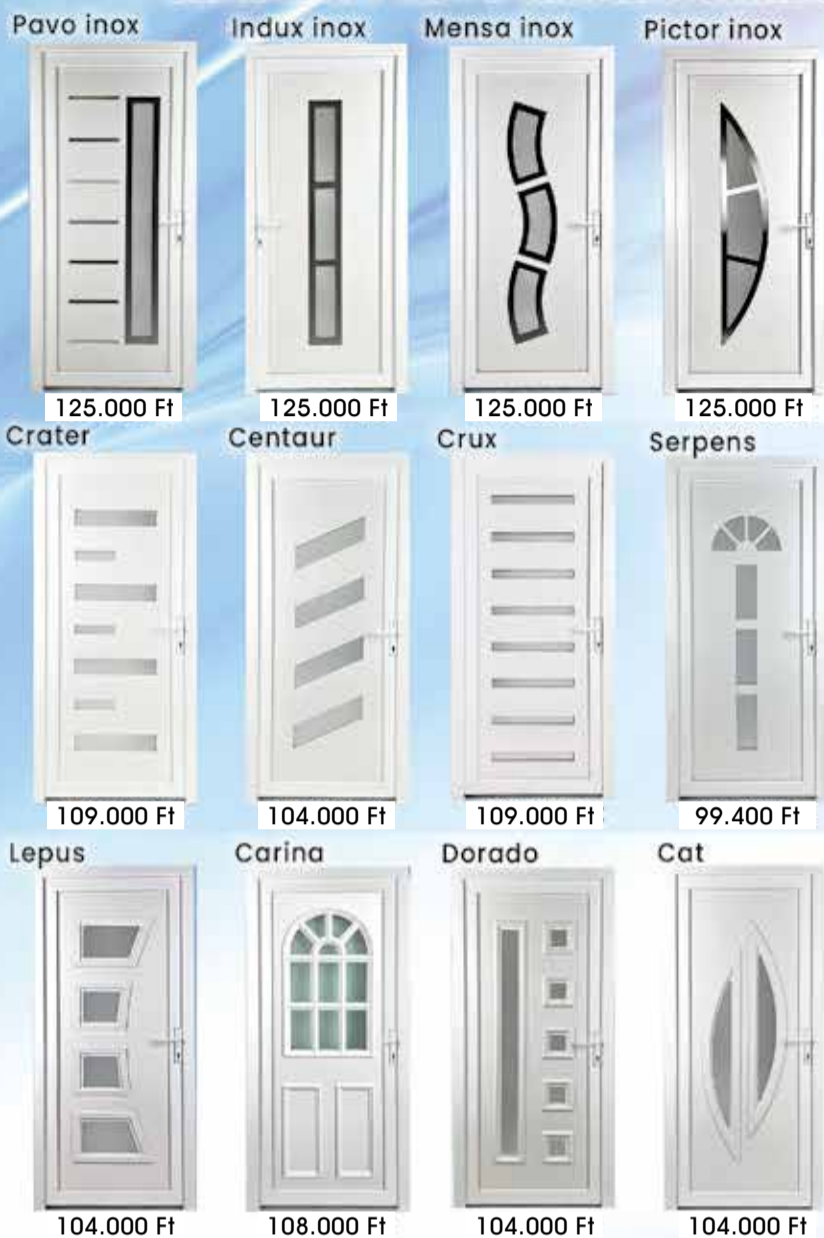 Pavo inox Indux inox Mensa inox Pictor inox
125.000 Ft 125.000 Ft 125.000 Ft 125.000 Ft
Crater Centaur Crux Serpens
109.000 Ft 104.000 Ft 109.000 Ft 99.400 Ft
Lepus Carina Dorado Cat
104.000 Ft 108.000 Ft 104.000 Ft 104.000 Ft